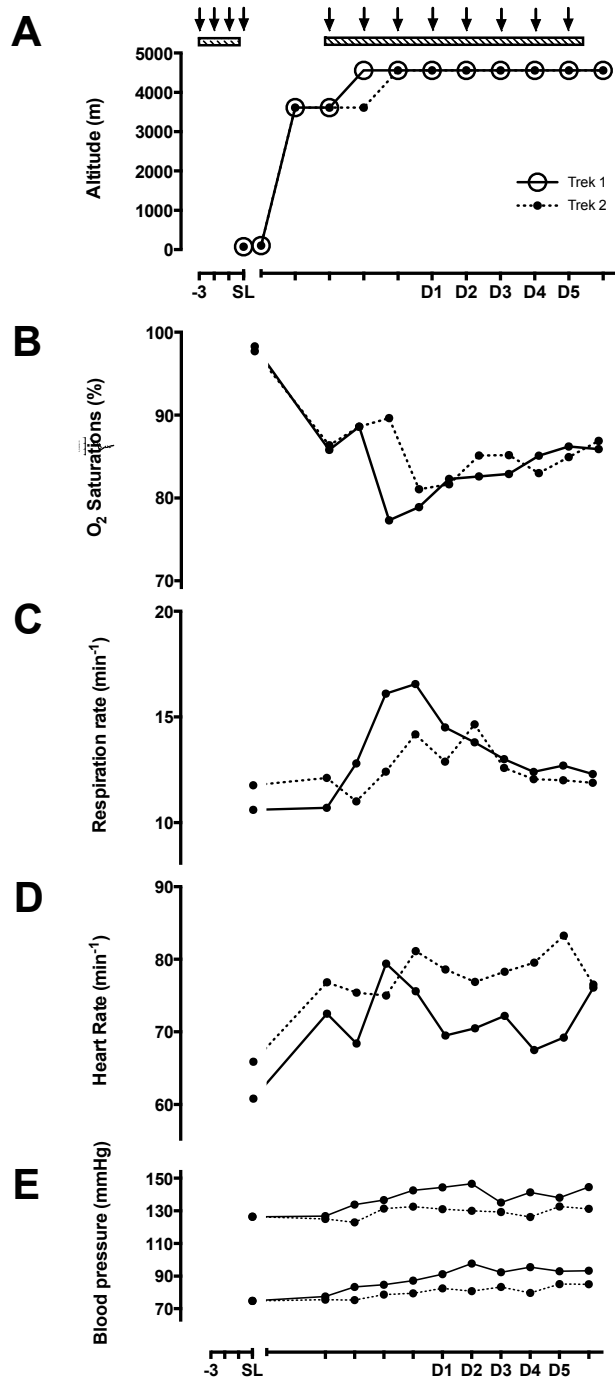 A
Altitude (m)
5000
4000
3000
2000
1000
0
Trek 1
Trek 2
-3 SL D1 D2 D3 D4 D5
B
O2 Saturations (%)
100
90
80
70
C
Respiration rate (min-1)
20
15
10
D
Heart Rate (min-1)
90
80
70
60
E
Blood pressure (mmHg)
150
130
110
90
70
-3 SL D1 D2 D3 D4 D5